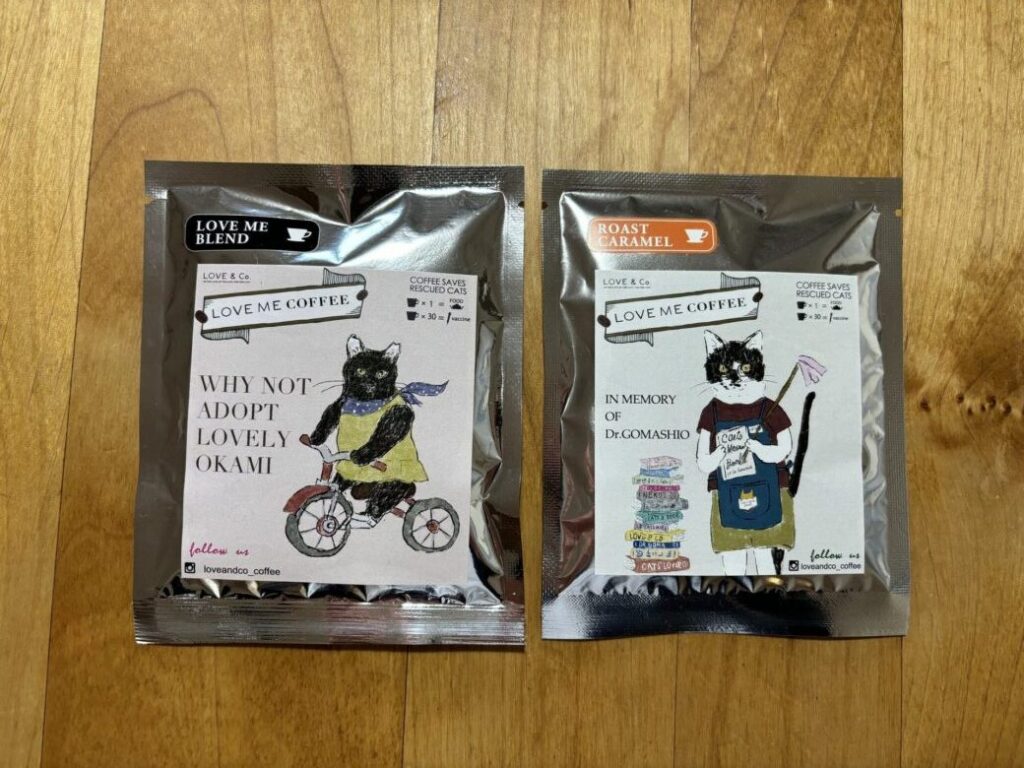 LOVE ME
BLEND
LOVE & Co.
COFFEE SAVES
RESCUED CATS
LOVE ME COFFEE
× 1 = FOOD
× 30 = vaccine
WHY NOT
ADOPT
LOVELY
OKAMI
follow us
loveandco_coffee
ROAST
CARAMEL
LOVE & Co.
COFFEE SAVES
RESCUED CATS
LOVE ME COFFEE
× 1 = FOOD
× 30 = vaccine
IN MEMORY
OF
Dr.GOMASHIO
Cats
follow us
loveandco_coffee